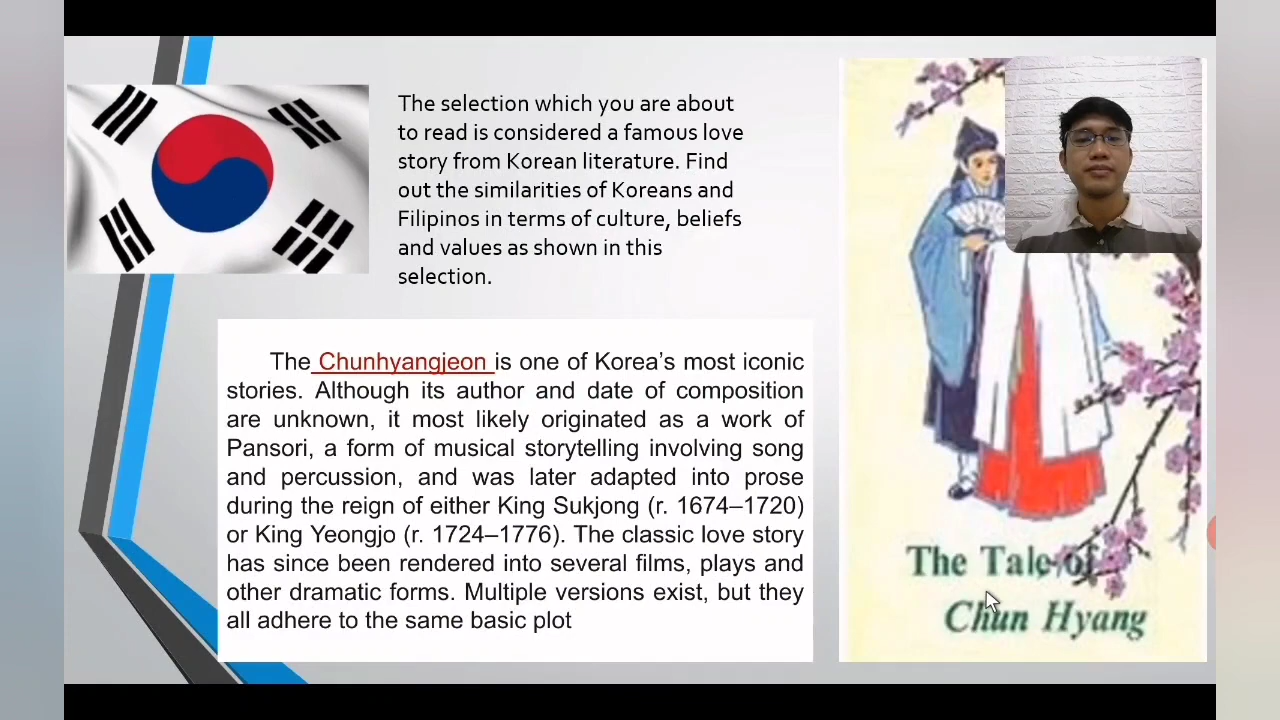 The selection which you are about
to read is considered a famous love
story from Korean literature. Find
out the similarities of Koreans and
Filipinos in terms of culture, beliefs
and values as shown in this
selection.
The Chunhyangjeon is one of Korea's most iconic
stories. Although its author and date of composition
are unknown, it most likely originated as a work of
Pansori, a form of musical storytelling involving song
and percussion, and was later adapted into prose
during the reign of either King Sukjong (r. 1674–1720)
or King Yeongjo (r. 1724–1776). The classic love story
has since been rendered into several films, plays and
other dramatic forms. Multiple versions exist, but they
all adhere to the same basic plot
The Tale of
Chun Hyang